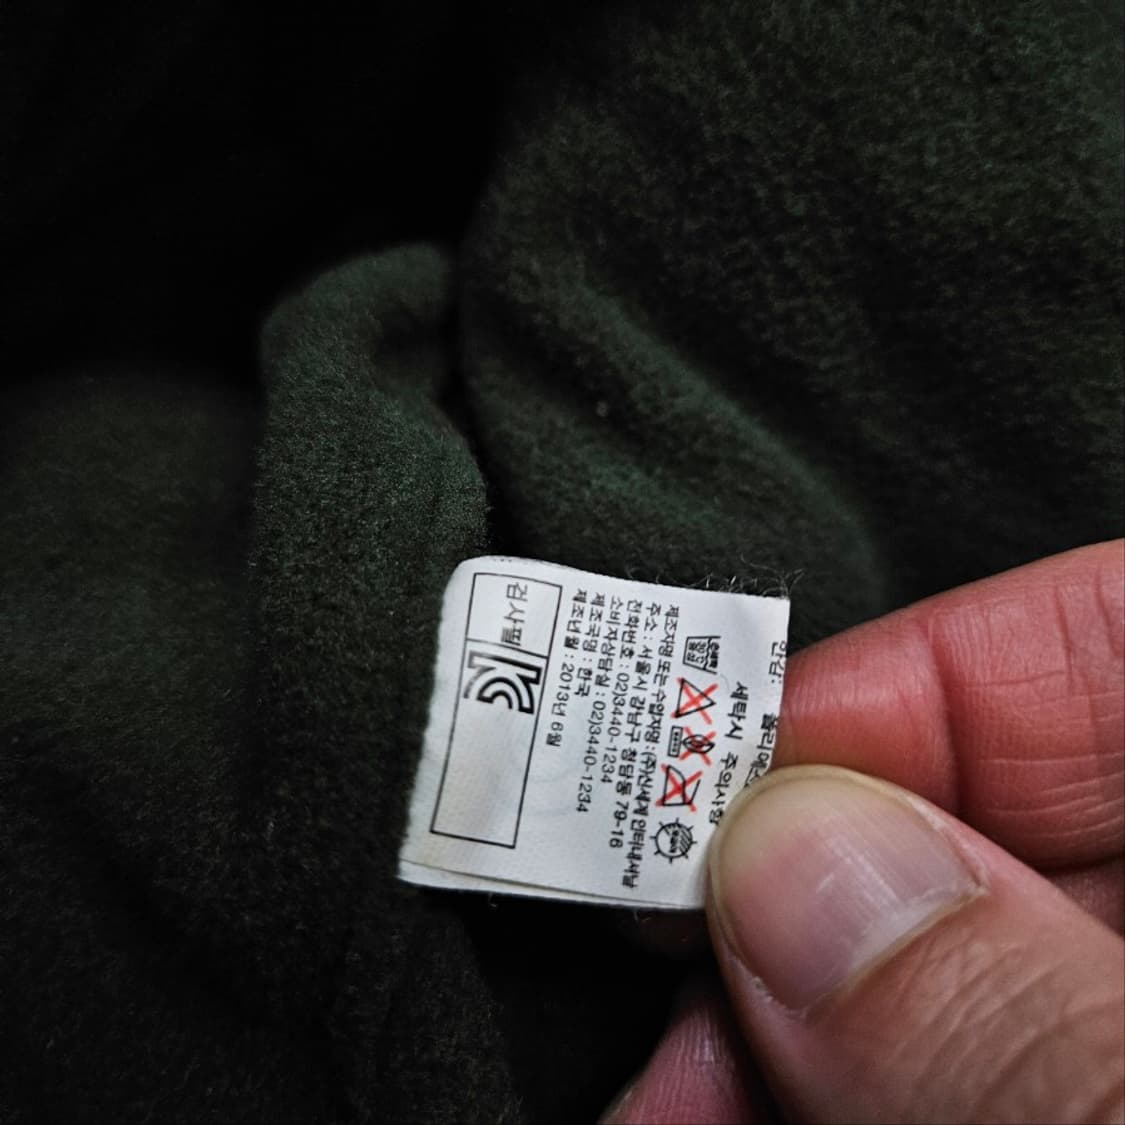 안감:
폴리에스
세탁시 주의사항
제조자명 또는수입자명 : (주)신세계 인터내셔날
주소 : 서울시 강남구 청담동 79-16
전화번호 : 02)3440-1234
소비자상담실 : 02)3440-1234
제조국명 : 한국
제조년월 : 2013년 6월
검사필